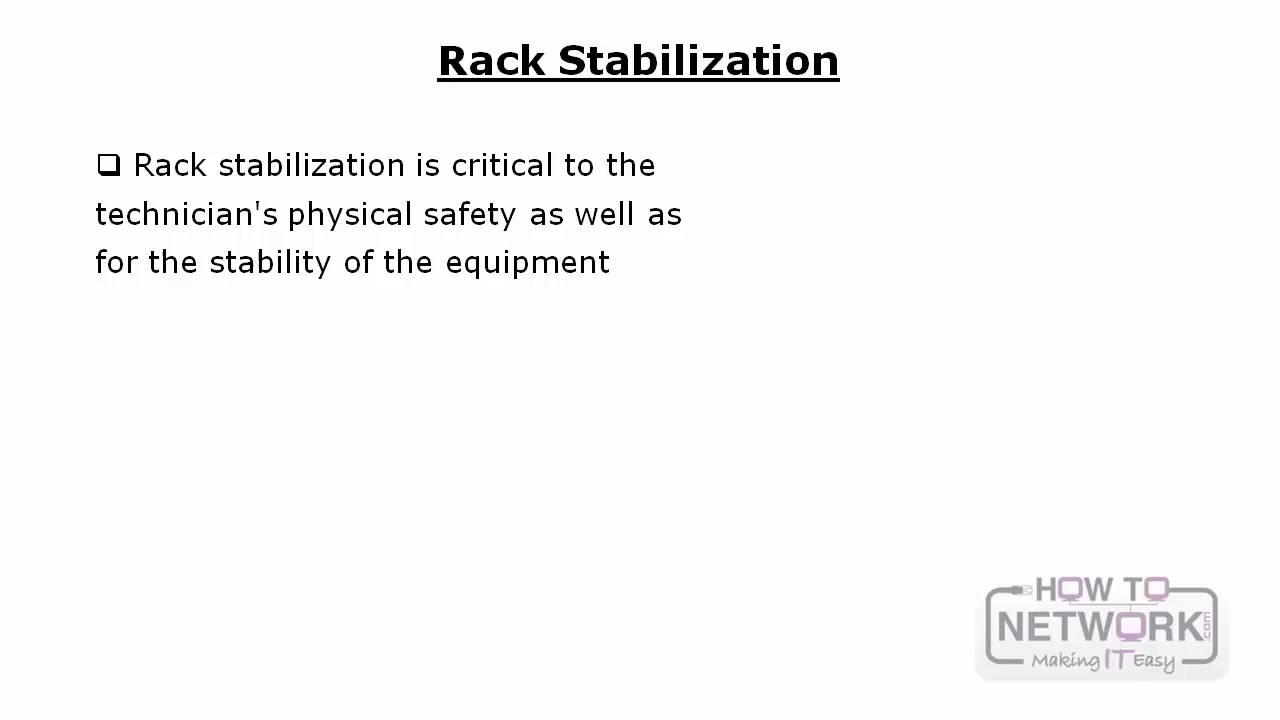 Rack Stabilization
❑ Rack stabilization is critical to the
technician's physical safety as well as
for the stability of the equipment
HOW TO
NETWORK.com
Making IT Easy